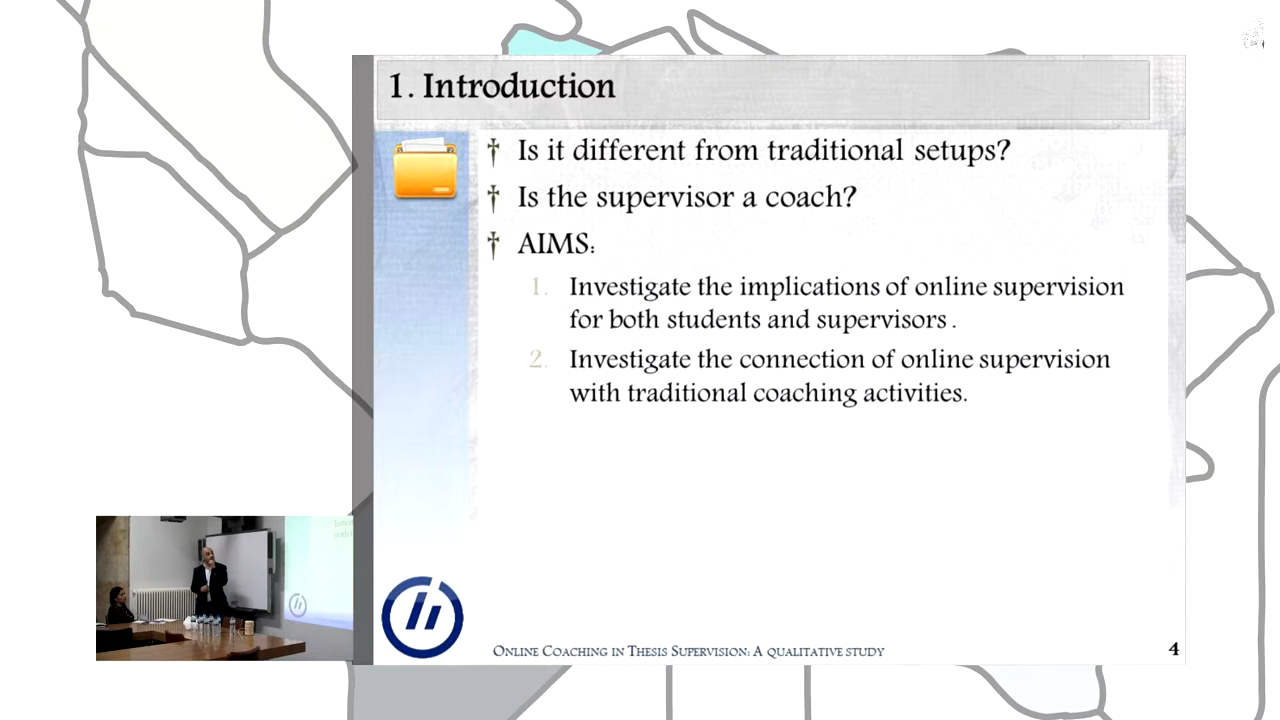 1. Introduction
† Is it different from traditional setups?
† Is the supervisor a coach?
† AIMS:
1. Investigate the implications of online supervision
for both students and supervisors .
2. Investigate the connection of online supervision
with traditional coaching activities.
ONLINE COACHING IN THESIS SUPERVISION: A QUALITATIVE STUDY
4